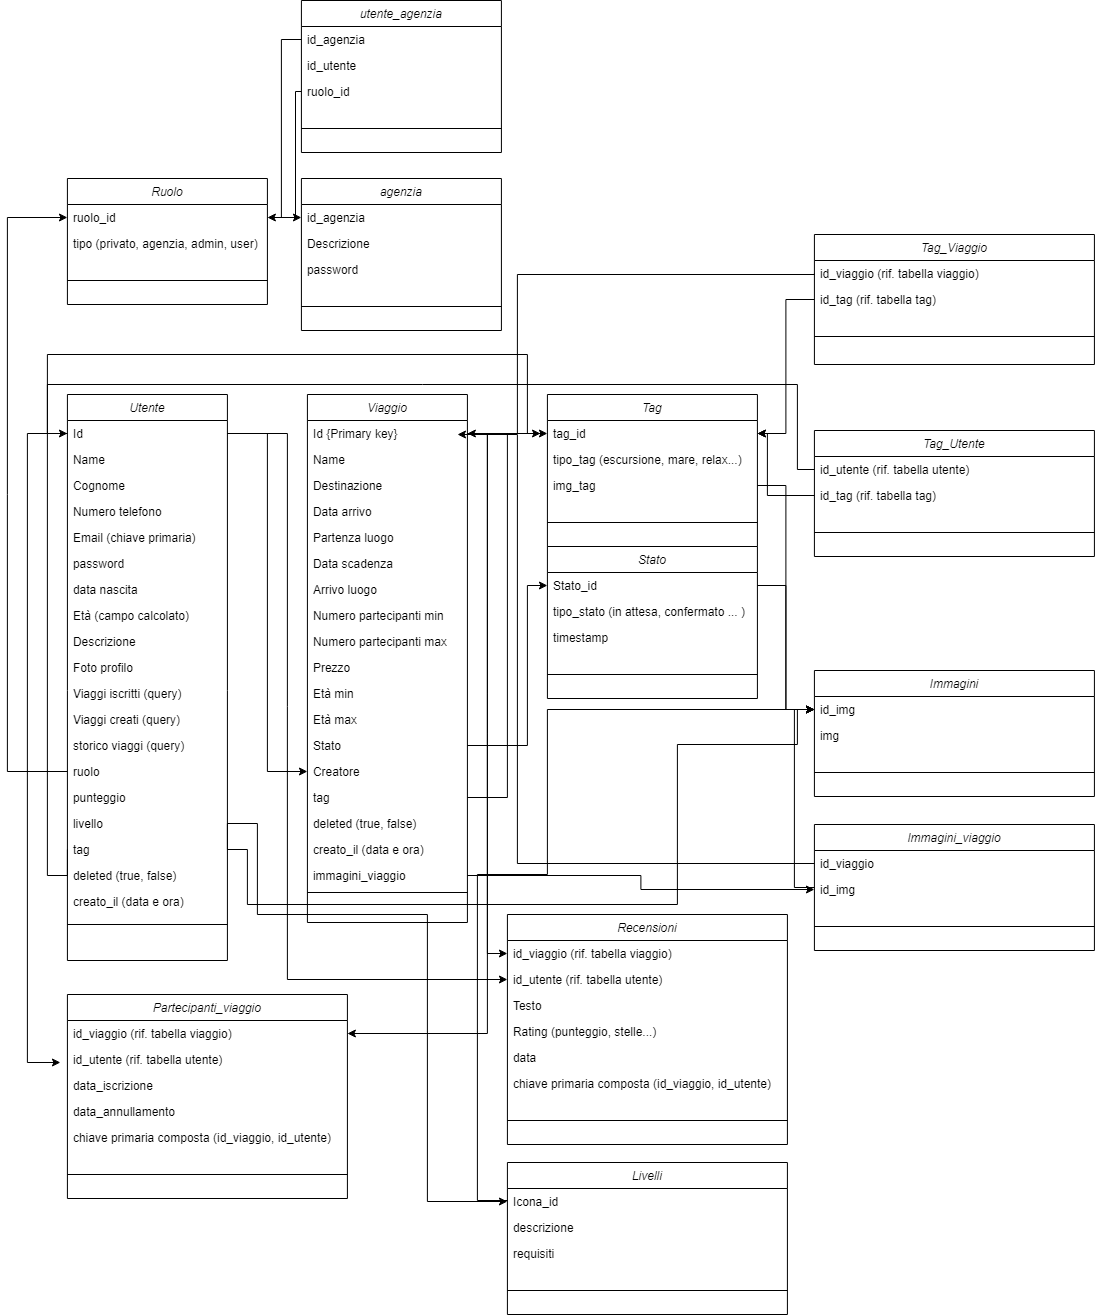 utente_agenzia
id_agenzia
id_utente
ruolo_id
Ruolo
ruolo_id
tipo (privato, agenzia, admin, user)
agenzia
id_agenzia
Descrizione
password
Tag_Viaggio
id_viaggio (rif. tabella viaggio)
id_tag (rif. tabella tag)
Utente
Id
Name
Cognome
Numero telefono
Email (chiave primaria)
password
data nascita
Età (campo calcolato)
Descrizione
Foto profilo
Viaggi iscritti (query)
Viaggi creati (query)
storico viaggi (query)
ruolo
punteggio
livello
tag
deleted (true, false)
creato_il (data e ora)
Viaggio
Id {Primary key}
Name
Destinazione
Data arrivo
Partenza luogo
Data scadenza
Arrivo luogo
Numero partecipanti min
Numero partecipanti max
Prezzo
Età min
Età max
Stato
Creatore
tag
deleted (true, false)
creato_il (data e ora)
immagini_viaggio
Tag
tag_id
tipo_tag (escursione, mare, relax...)
img_tag
Stato
Stato_id
tipo_stato (in attesa, confermato ... )
timestamp
Tag_Utente
id_utente (rif. tabella utente)
id_tag (rif. tabella tag)
Immagini
id_img
img
Immagini_viaggio
id_viaggio
id_img
Recensioni
id_viaggio (rif. tabella viaggio)
id_utente (rif. tabella utente)
Testo
Rating (punteggio, stelle...)
data
chiave primaria composta (id_viaggio, id_utente)
Partecipanti_viaggio
id_viaggio (rif. tabella viaggio)
id_utente (rif. tabella utente)
data_iscrizione
data_annullamento
chiave primaria composta (id_viaggio, id_utente)
Livelli
Icona_id
descrizione
requisiti